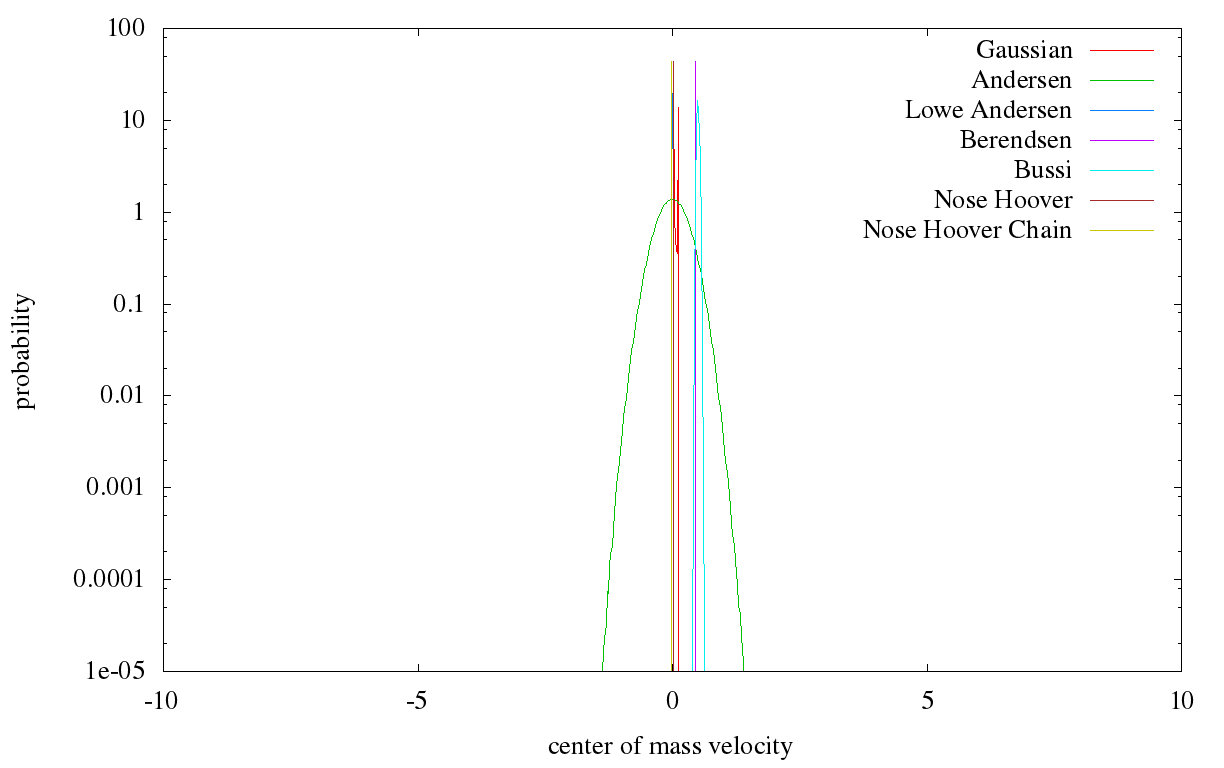 100
10
1
0.1
0.01
0.001
0.0001
1e-05
-10
-5
0
5
10
probability
center of mass velocity
Gaussian
Andersen
Lowe Andersen
Berendsen
Bussi
Nose Hoover
Nose Hoover Chain